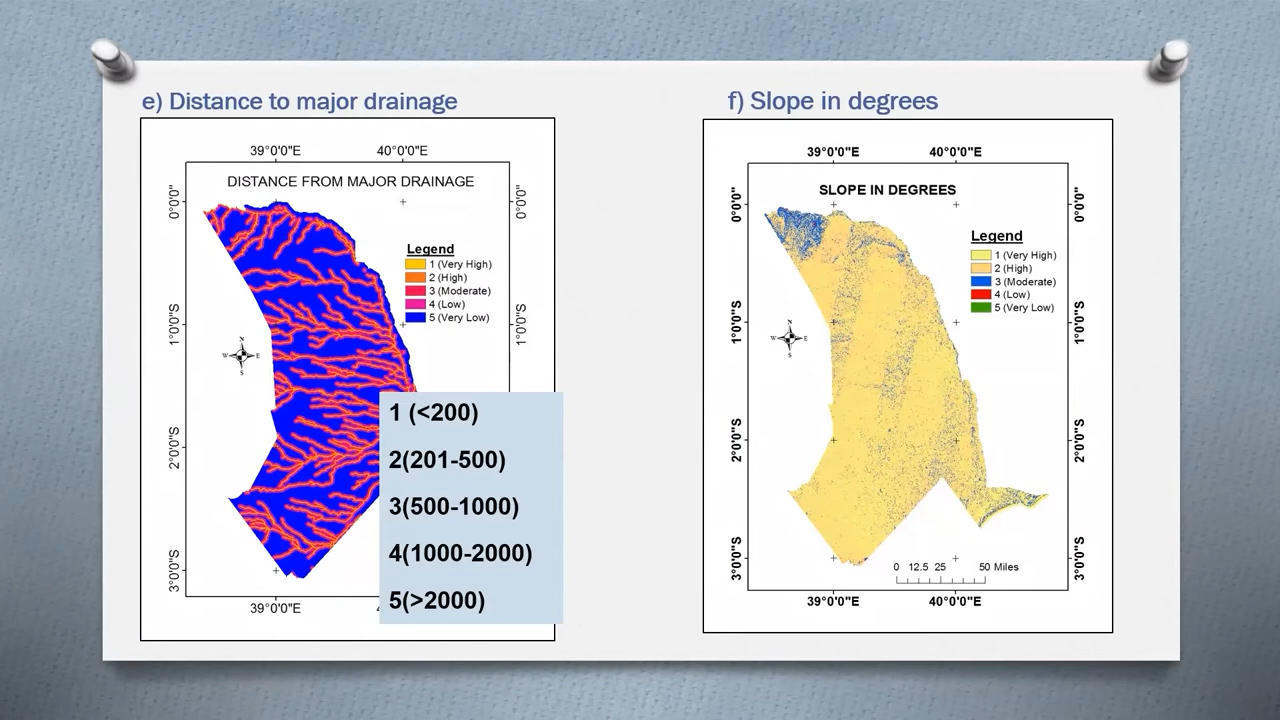 e) Distance to major drainage
39°0'0"E 40°0'0"E
DISTANCE FROM MAJOR DRAINAGE
0°0'0"
0°0'0"
Legend
1 (Very High)
2 (High)
3 (Moderate)
4 (Low)
5 (Very Low)
1°0'0"S
1°0'0"S
N
W E
S
2°0'0"S
3°0'0"S
39°0'0"E 4
1 (<200)
2(201-500)
3(500-1000)
4(1000-2000)
5(>2000)
f) Slope in degrees
39°0'0"E 40°0'0"E
SLOPE IN DEGREES
0°0'0"
0°0'0"
Legend
1 (Very High)
2 (High)
3 (Moderate)
4 (Low)
5 (Very Low)
1°0'0"S
1°0'0"S
N
W E
S
2°0'0"S
2°0'0"S
3°0'0"S
3°0'0"S
0 12.5 25 50 Miles
39°0'0"E 40°0'0"E